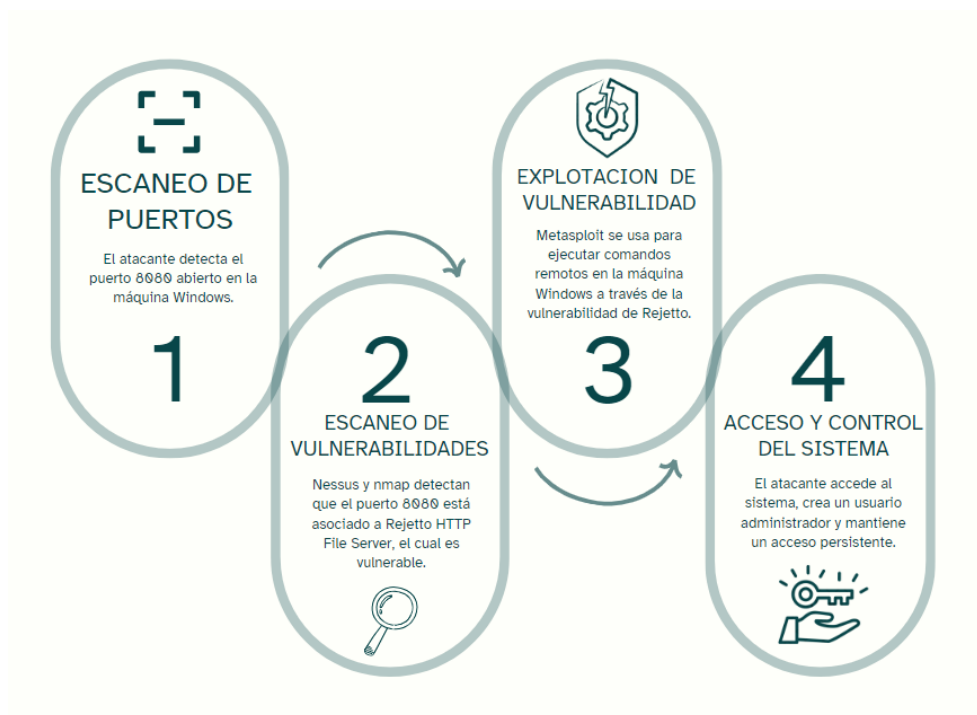 ESCANEO DE
PUERTOS
El atacante detecta el
puerto 8080 abierto en la
máquina Windows.
1
2
ESCANEO DE
VULNERABILIDADES
Nessus y nmap detectan
que el puerto 8080 está
asociado a Rejetto HTTP
File Server, el cual es
vulnerable.
EXPLOTACION DE
VULNERABILIDAD
Metasploit se usa para
ejecutar comandos
remotos en la máquina
Windows a través de la
vulnerabilidad de Rejetto.
3
4
ACCESO Y CONTROL
DEL SISTEMA
El atacante accede al
sistema, crea un usuario
administrador y mantiene
un acceso persistente.